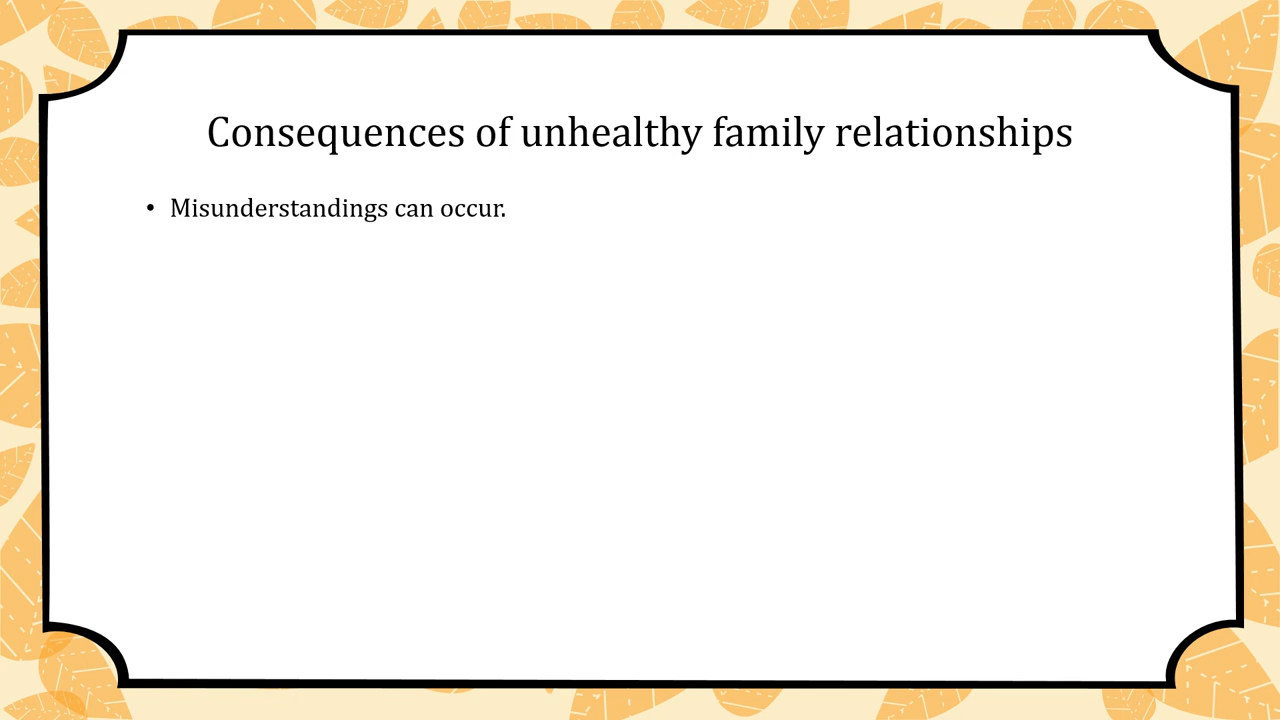 Consequences of unhealthy family relationships
• Misunderstandings can occur.